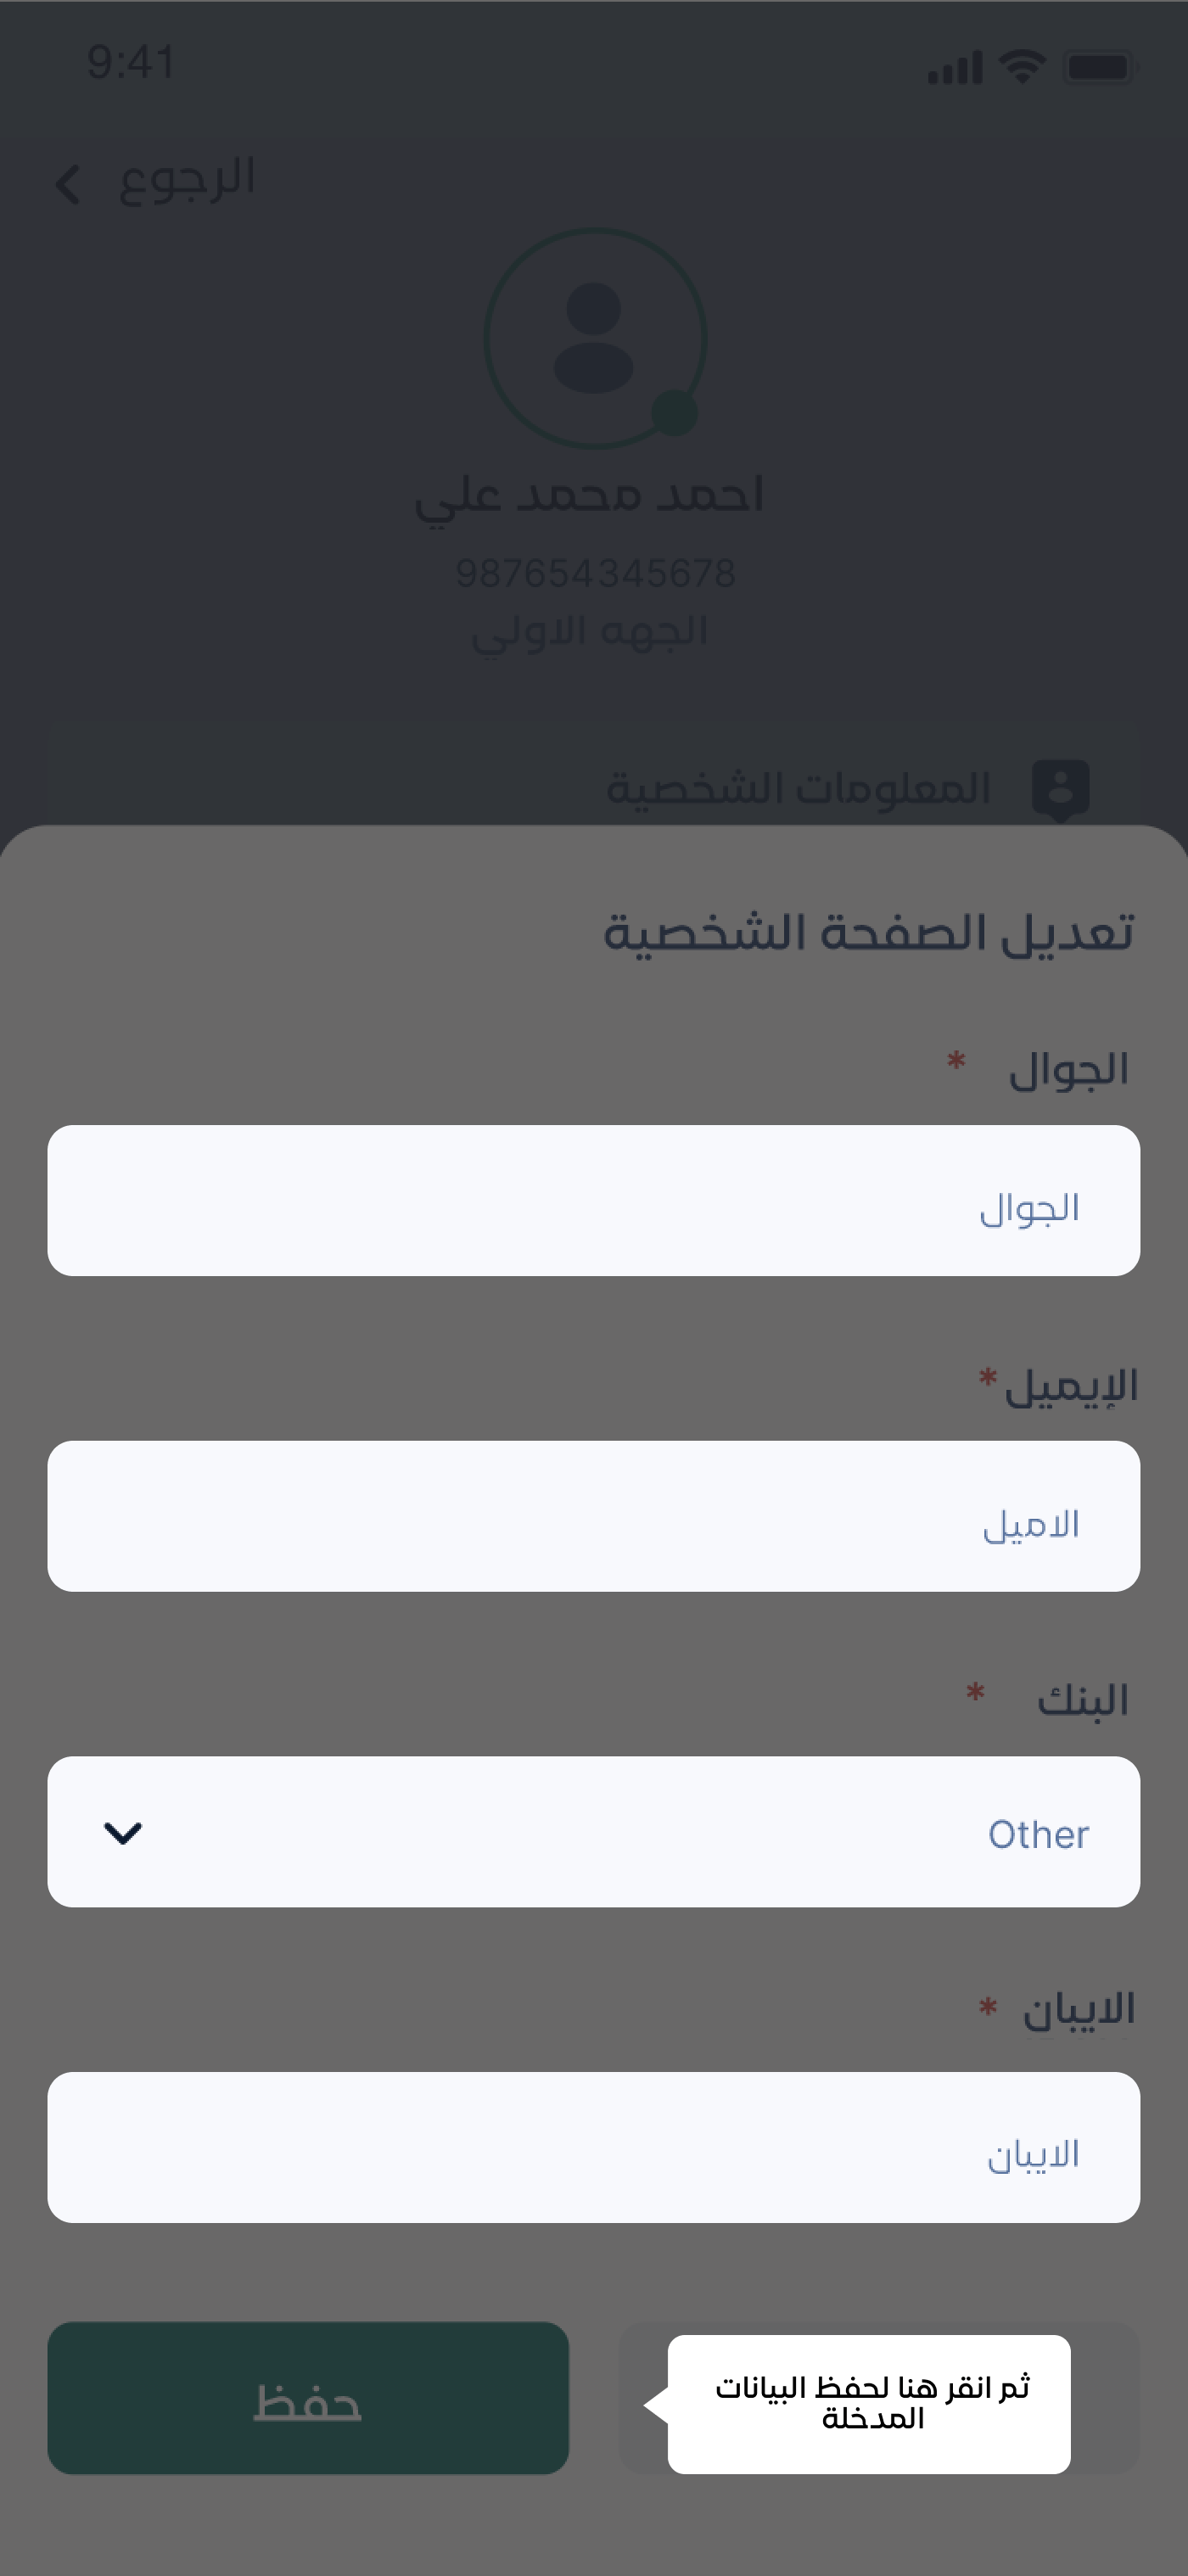 9:41
الرجوع
احمد محمد علي
987654345678
الجهه الاولي
المعلومات الشخصية
تعديل الصفحة الشخصية
الجوال *
الجوال
الإيميل *
الاميل
البنك *
Other
الايبان *
الايبان
ثم انقر هنا لحفظ البيانات
المدخلة
حفظ